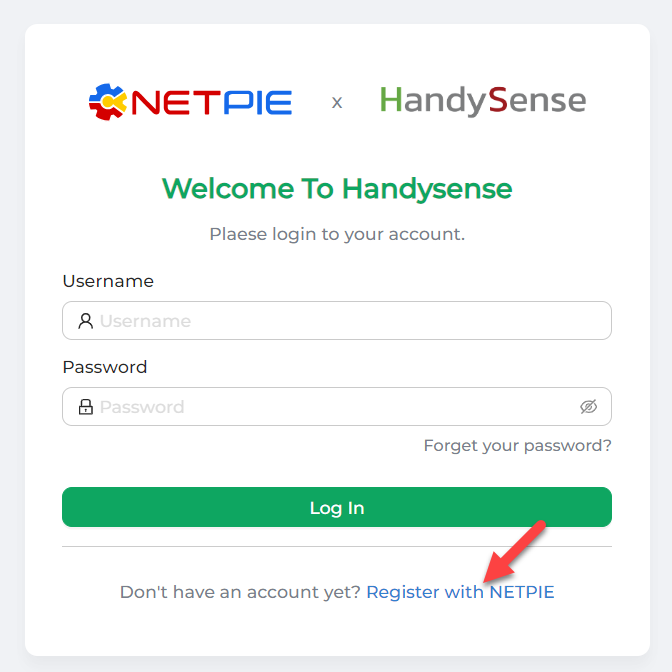 NETPIE x HandySense
Welcome To Handysense
Plaese login to your account.
Username
Username
Password
Password
Forget your password?
Log In
Don't have an account yet? Register with NETPIE